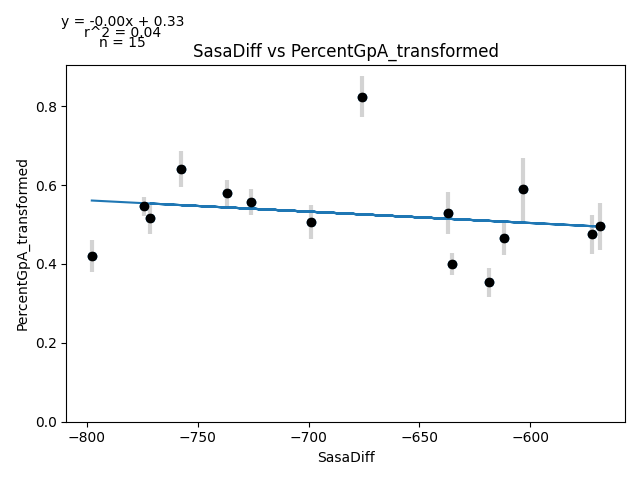 y = -0.00x + 0.33
r^2 = 0.04
n = 15
SasaDiff vs PercentGpA_transformed
PercentGpA_transformed
0.8
0.6
0.4
0.2
0.0
−800
−750
−700
−650
−600
SasaDiff